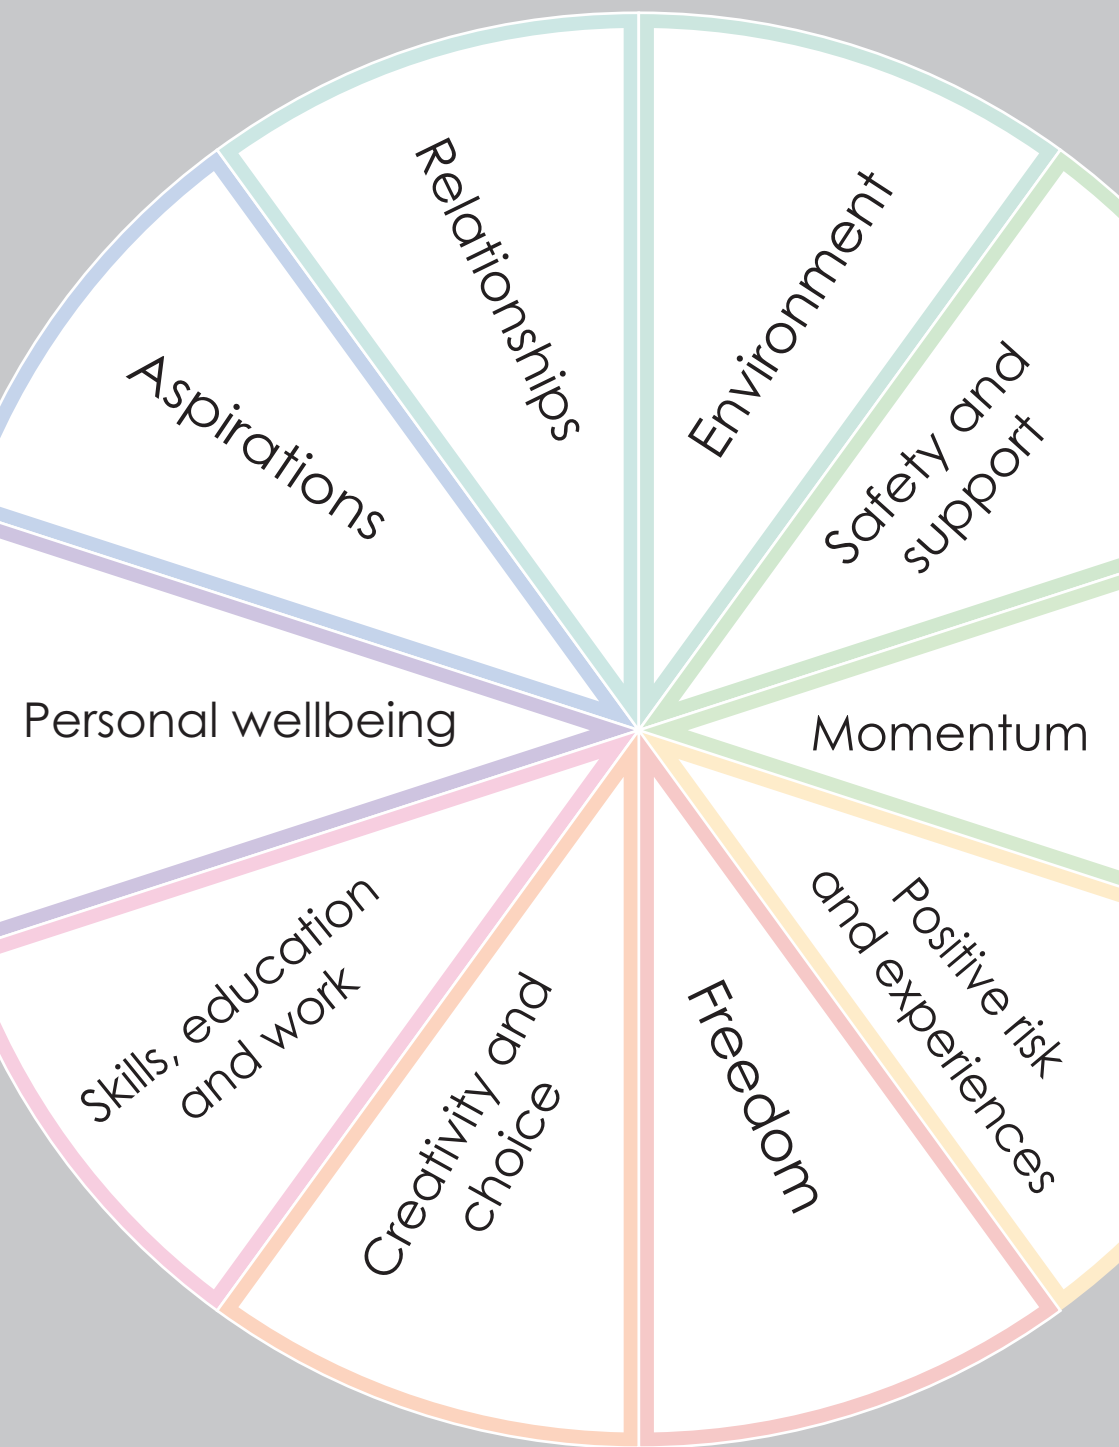 Relationships
Environment
Safety and
support
Momentum
Positive risk
and experiences
Freedom
Creativity and
choice
Skills, education
and work
Personal wellbeing
Aspirations